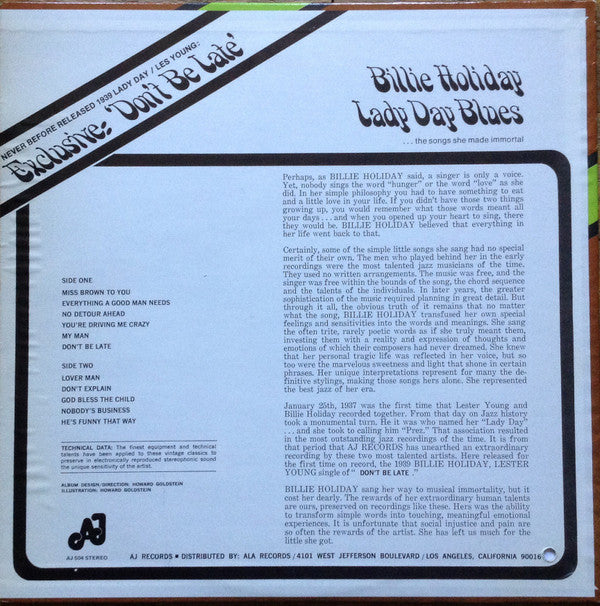 NEVER BEFORE RELEASED 1939 LADY DAY / LES YOUNG:
Exclusive: 'Don't Be Late'
Billie Holiday
Lady Day Blues
...the songs she made immortal
Perhaps, as BILLIE HOLIDAY said, a singer is only a voice.
Yet, nobody sings the word "hunger" or the word "love" as she
did. In her simple philosophy you had to have something to eat
and a little love in your life. If you didn't have those two things
growing up, you would remember what those words meant all
your days...and when you opened up your heart to sing, there
they would be. BILLIE HOLIDAY believed that everything in
her life went back to that.
Certainly, some of the simple little songs she sang had no special
merit of their own. The men who played behind her in the early
recordings were the most talented jazz musicians of the time.
They used no written arrangements. The music was free, and the
singer was free within the bounds of the song, the chord sequence
and the talents of the individuals. In later years, the greater
sophistication of the music required planning in great detail. But
through it all, the obvious truth of it remains that no matter
what the song, BILLIE HOLIDAY transfused her own special
feelings and sensitivities into the words and meanings. She sang
the often trite, rarely poetic words as if she truly meant them,
investing them with a reality and expression of thoughts and
emotions of which their composers had never dreamed. She knew
that her personal tragic life was reflected in her voice, but so
too were the marvelous sweetness and light that shone in certain
phrases. Her unique interpretations represent for many the de-
finitive stylings, making those songs hers alone. She represented
the best jazz of her era.
January 25th, 1937 was the first time that Lester Young and
Billie Holiday recorded together. From that day on Jazz history
took a monumental turn. He it was who named her "Lady Day"
...and she took to calling him "Prez." That association resulted
in the most outstanding jazz recordings of the time. It is from
that period that AJ RECORDS has unearthed an extraordinary
recording by these two most talented artists. Here released for
the first time on record, the 1939 BILLIE HOLIDAY, LESTER
YOUNG single of " DON'T BE LATE ."
BILLIE HOLIDAY sang her way to musical immortality, but it
cost her dearly. The rewards of her extraordinary human talents
are ours, preserved on recordings like these. Hers was the ability
to transform simple words into touching, meaningful emotional
experiences. It is unfortunate that social injustice and pain are
so often the rewards of the artist. She has left us much for the
little she got.
SIDE ONE
MISS BROWN TO YOU
EVERYTHING A GOOD MAN NEEDS
NO DETOUR AHEAD
YOU'RE DRIVING ME CRAZY
MY MAN
DON'T BE LATE
SIDE TWO
LOVER MAN
DON'T EXPLAIN
GOD BLESS THE CHILD
NOBODY'S BUSINESS
HE'S FUNNY THAT WAY
TECHNICAL DATA: The finest equipment and technical
talents have been applied to these vintage classics to
preserve in electronically reproduced stereophonic sound
the unique sensitivity of the artist.
ALBUM DESIGN/DIRECTION: HOWARD GOLDSTEIN
ILLUSTRATION: HOWARD GOLDSTEIN
AJ
AJ 504 STEREO
AJ RECORDS • DISTRIBUTED BY: ALA RECORDS/4101 WEST JEFFERSON BOULEVARD/LOS ANGELES, CALIFORNIA 90016